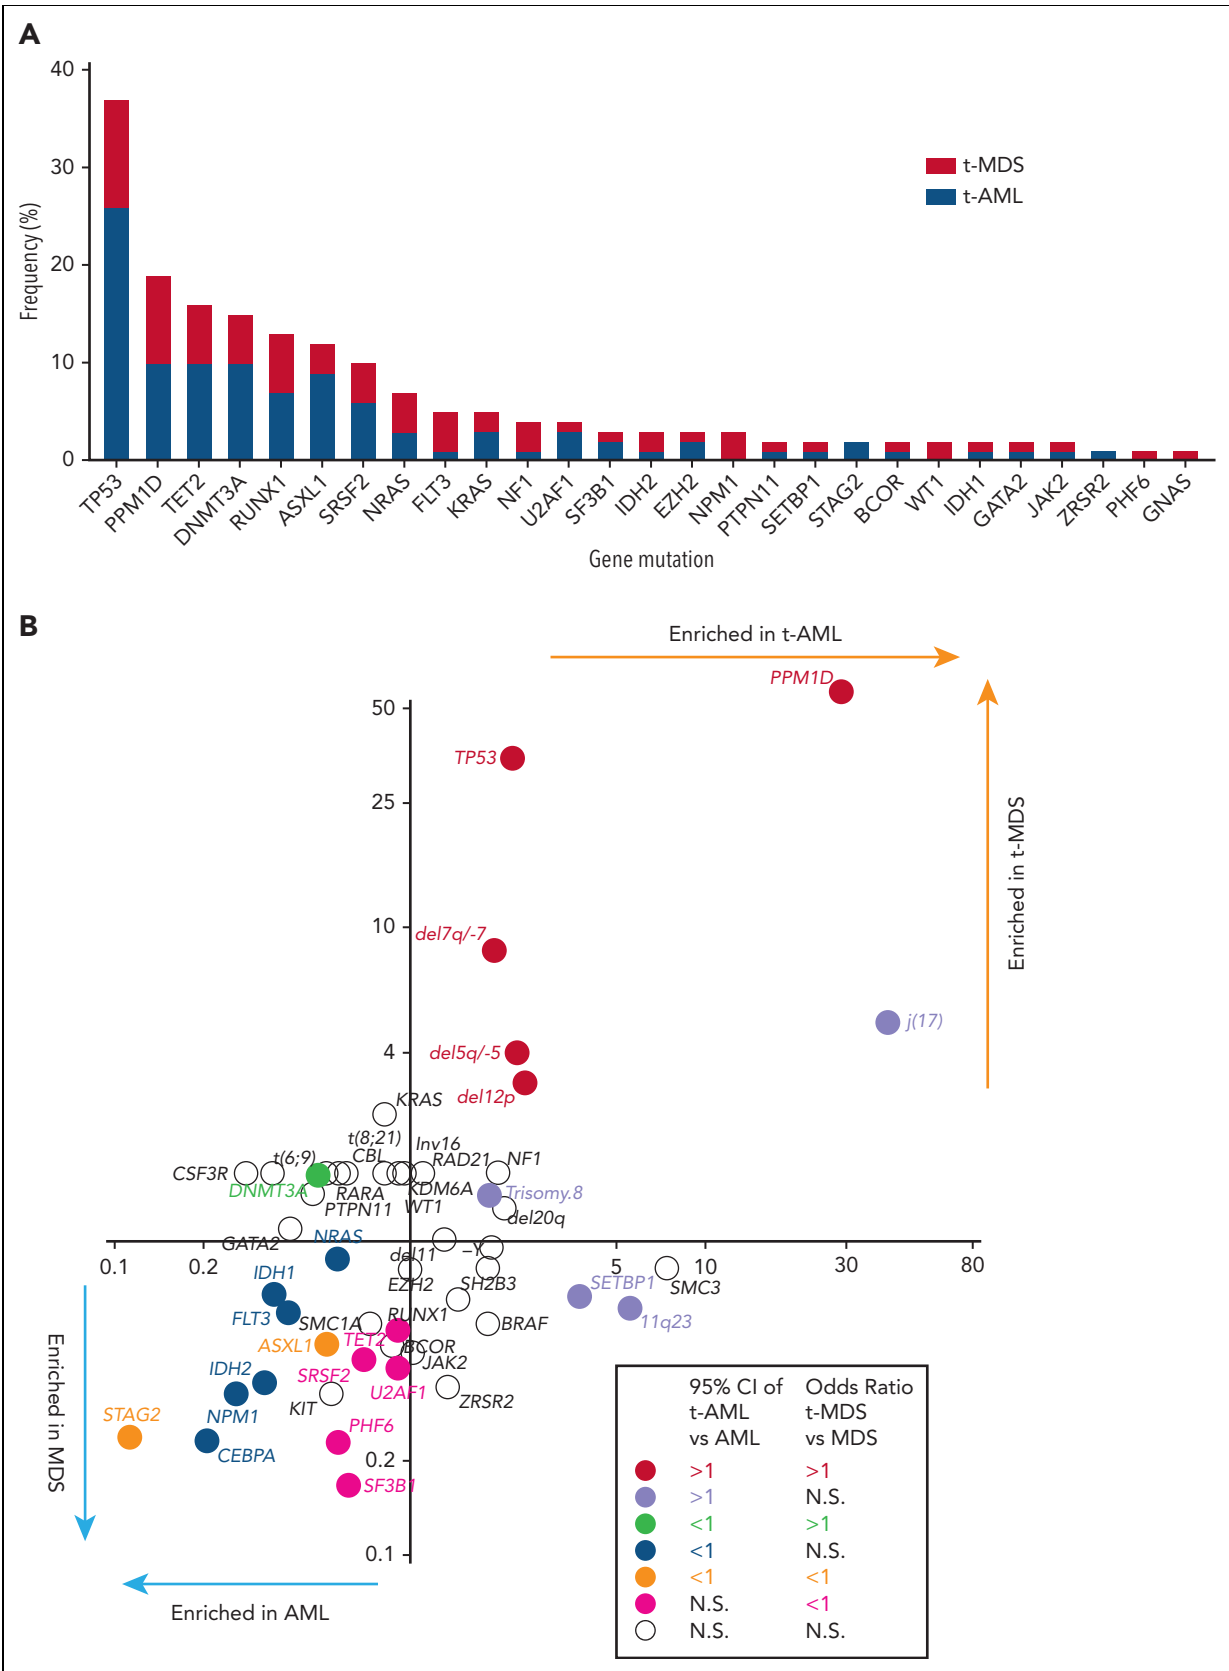 A
40
30
20
10
0
Frequency (%)
t-MDS
t-AML
TP53
PPM1D
TET2
DNMT3A
RUNX1
ASXL1
SRSF2
NRAS
FLT3
KRAS
NF1
U2AF1
SF3B1
IDH2
EZH2
NPM1
PTPN11
SETBP1
STAG2
BCOR
WT1
IDH1
GATA2
JAK2
ZRSR2
PHF6
GNAS
Gene mutation
B
Enriched in t-AML
PPM1D
50
TP53
25
Enriched in t-MDS
10
del7q/-7
j(17)
4
del5q/-5
del12p
KRAS
t(8;21)
Inv16
CSF3R
t(6;9)
CBL
RAD21
NF1
DNMT3A
RARA
KDM6A
Trisomy.8
PTPN11
WT1
del20q
GATA2
NRAS
del11
–Y
0.1
0.2
5
10
30
80
IDH1
EZH2
SH2B3
SETBP1
SMC3
FLT3
SMC1A
RUNX1
BRAF
11q23
ASXL1
TET2
BCOR
JAK2
IDH2
SRSF2
U2AF1
ZRSR2
STAG2
NPM1
KIT
PHF6
CEBPA
0.2
SF3B1
0.1
Enriched in MDS
Enriched in AML
95% CI of Odds Ratio
t-AML t-MDS
vs AML vs MDS
>1 >1
>1 N.S.
<1 >1
<1 N.S.
<1 <1
N.S. <1
N.S. N.S.